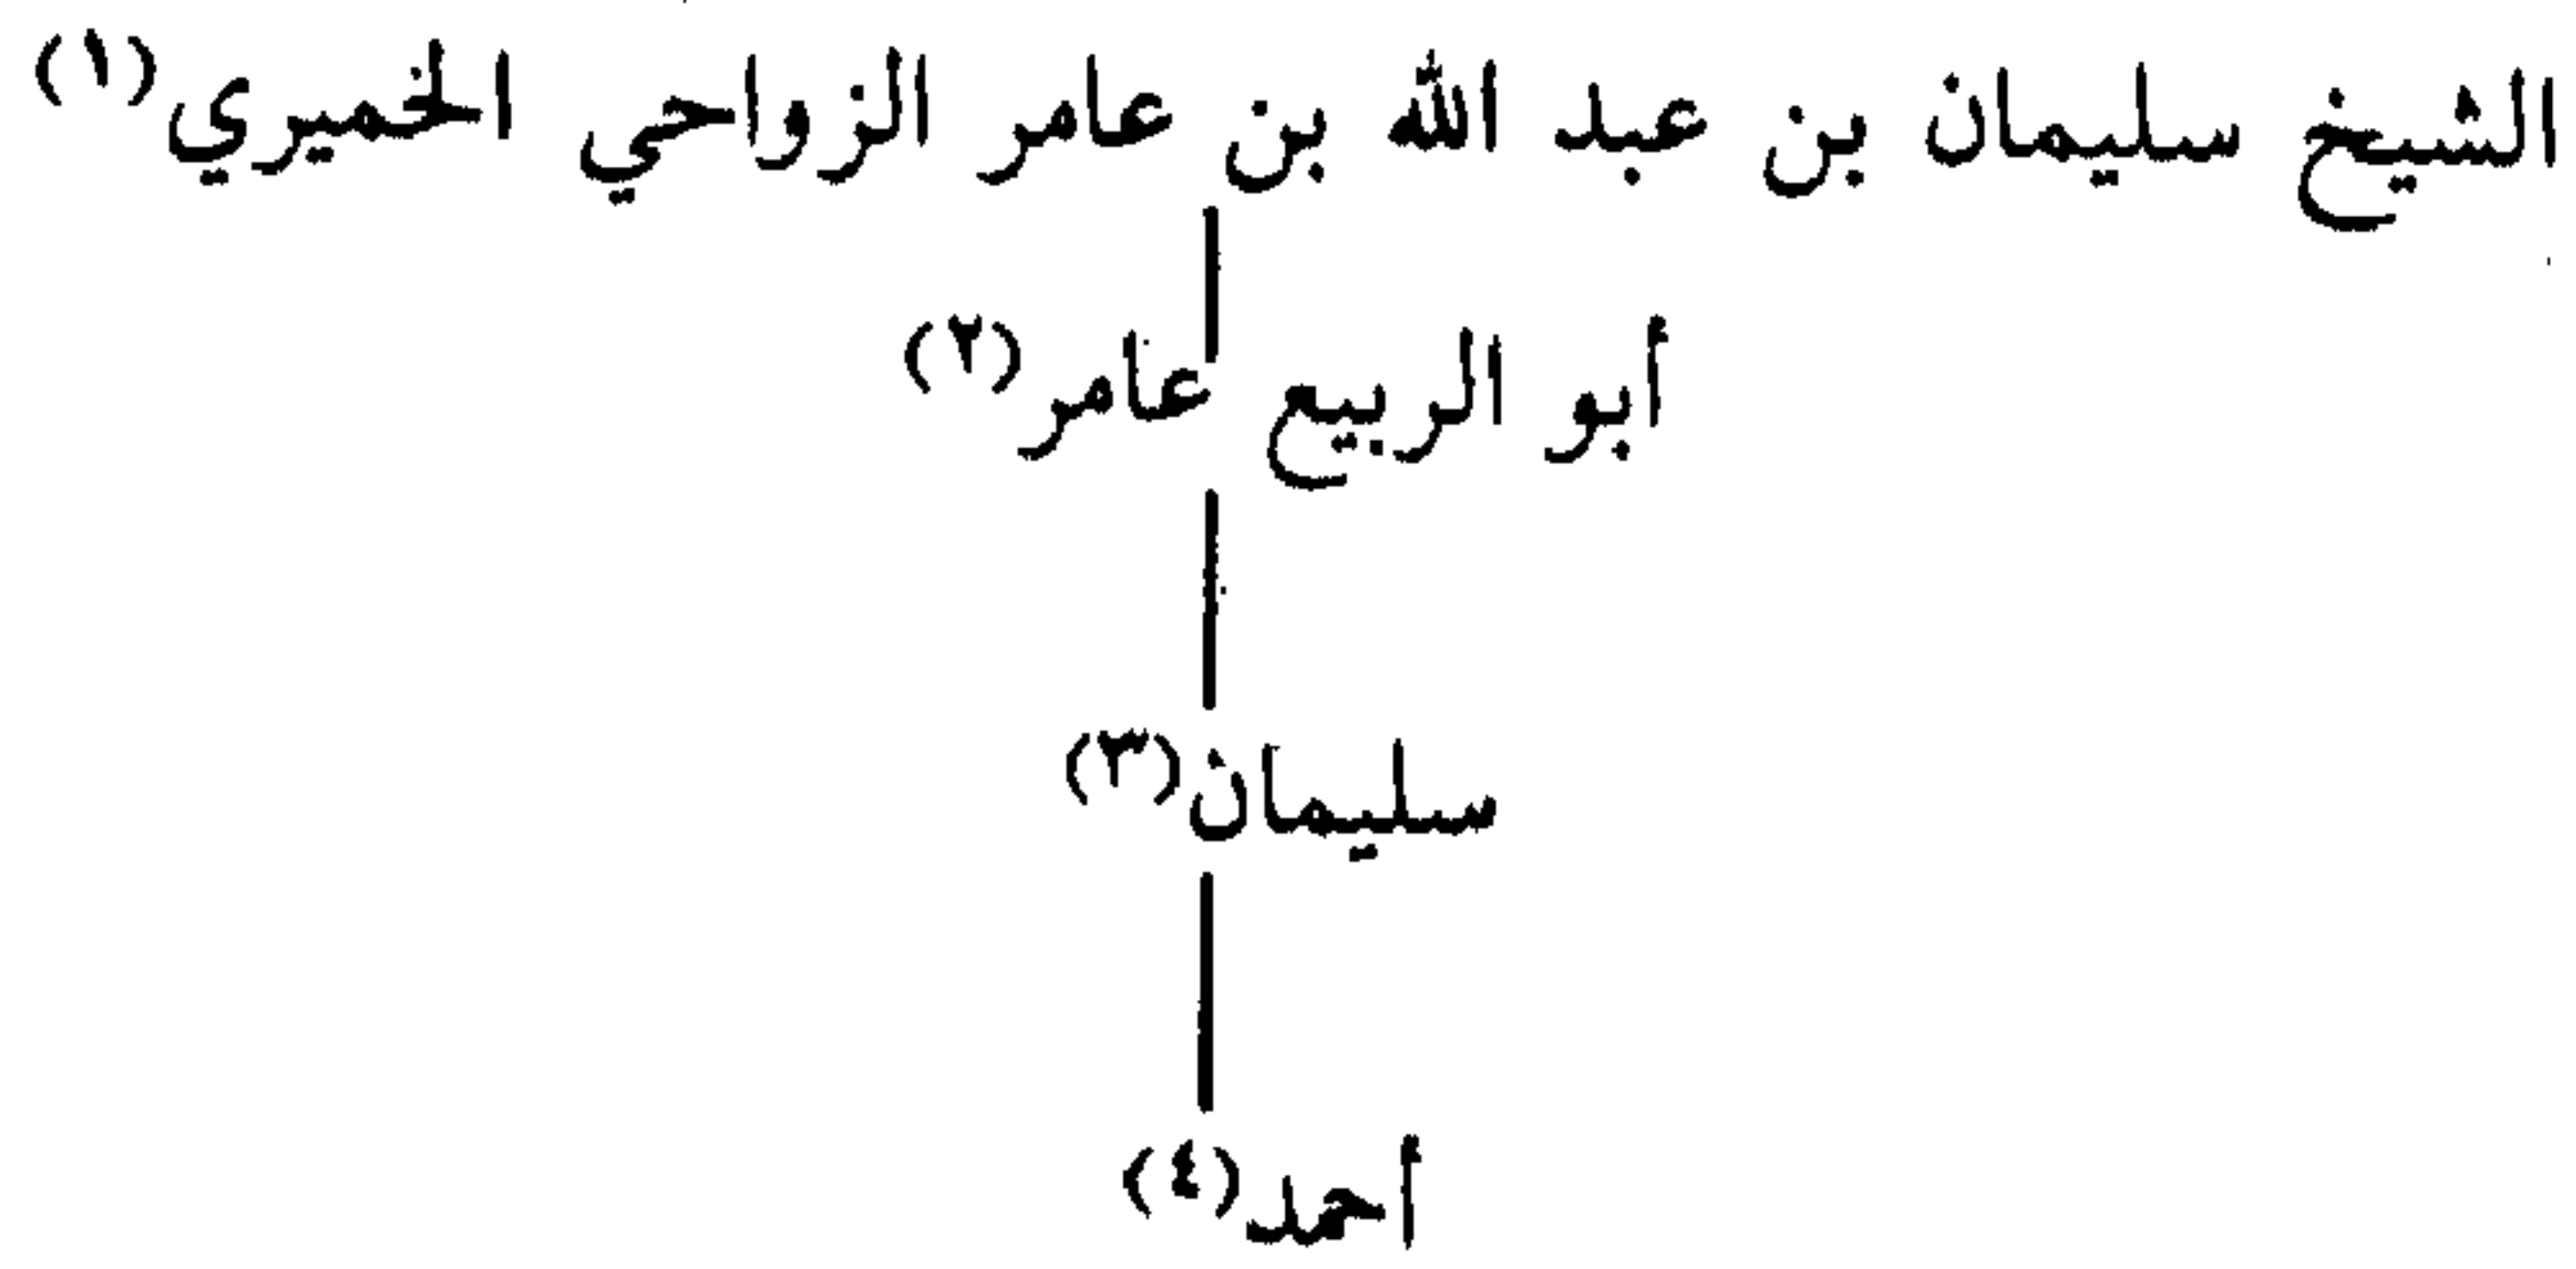 الشيخ سليمان بن عبد الله بن عامر الزواحي الخميري(١)
أبو الربيع عامر(٢)
سليمان(٣)
أحمد(٤)